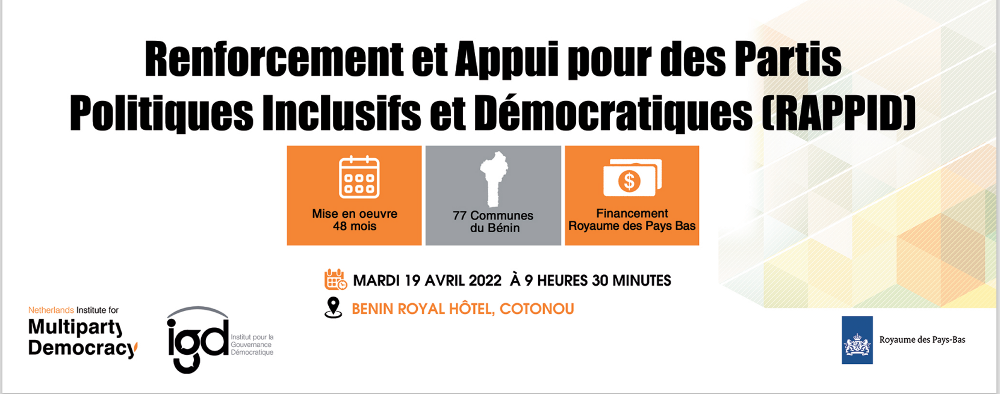 Renforcement et Appui pour des Partis
Politiques Inclusifs et Démocratiques (RAPPID)
Mise en oeuvre
48 mois
77 Communes
du Bénin
$
Financement
Royaume des Pays Bas
MARDI 19 AVRIL 2022 À 9 HEURES 30 MINUTES
BENIN ROYAL HÔTEL, COTONOU
Netherlands Institute for
Multiparty
Democracy
igd
Institut pour la
Gouvernance
Démocratique
Royaume des Pays-Bas